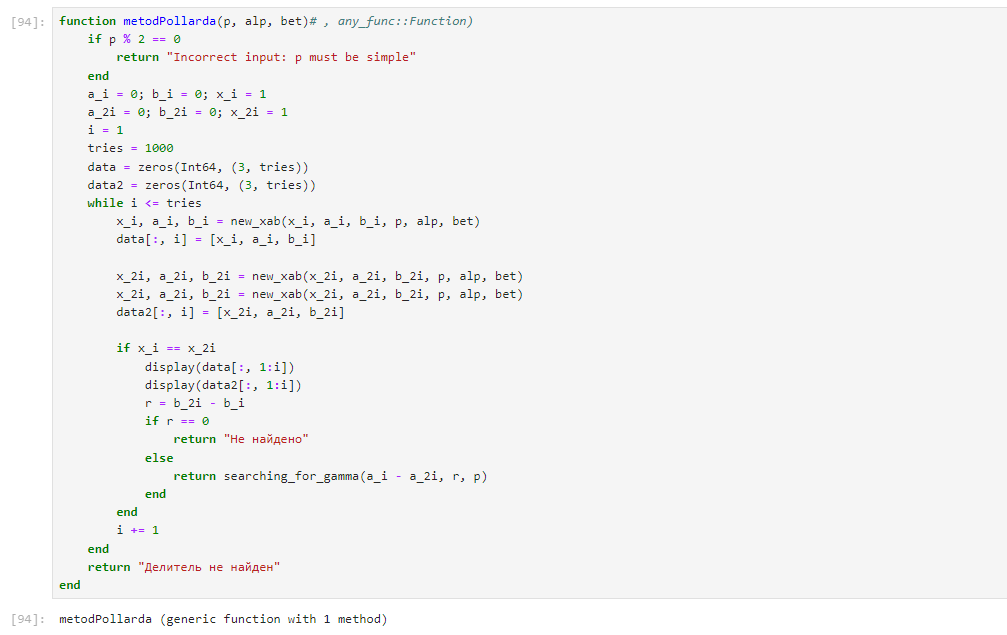 [94]: function metodPollarda(p, alp, bet)# , any_func::Function)
    if p % 2 == 0
        return "Incorrect input: p must be simple"
    end
    a_i = 0; b_i = 0; x_i = 1
    a_2i = 0; b_2i = 0; x_2i = 1
    i = 1
    tries = 1000
    data = zeros(Int64, (3, tries))
    data2 = zeros(Int64, (3, tries))
    while i <= tries
        x_i, a_i, b_i = new_xab(x_i, a_i, b_i, p, alp, bet)
        data[:, i] = [x_i, a_i, b_i]

        x_2i, a_2i, b_2i = new_xab(x_2i, a_2i, b_2i, p, alp, bet)
        x_2i, a_2i, b_2i = new_xab(x_2i, a_2i, b_2i, p, alp, bet)
        data2[:, i] = [x_2i, a_2i, b_2i]

        if x_i == x_2i
            display(data[:, 1:i])
            display(data2[:, 1:i])
            r = b_2i - b_i
            if r == 0
                return "Не найдено"
            else
                return searching_for_gamma(a_i - a_2i, r, p)
            end
        end
        i += 1
    end
    return "Делитель не найден"
end
[94]: metodPollarda (generic function with 1 method)